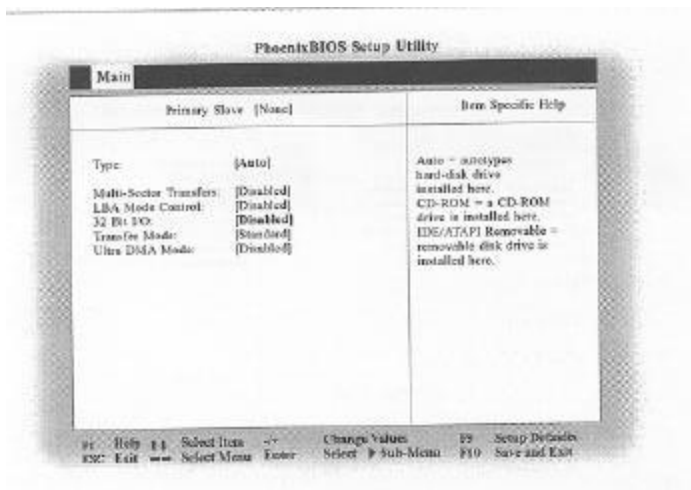 PhoenixBIOS Setup Utility
Main
Primary Slave [None]
Item Specific Help
Type: [Auto]
Multi-Sector Transfers: [Disabled]
LBA Mode Control: [Disabled]
32 Bit I/O: [Disabled]
Transfer Mode: [Standard]
Ultra DMA Mode: [Disabled]
Auto = autotypes
hard-disk drive
installed here.
CD-ROM = a CD-ROM
drive is installed here.
IDE/ATAPI Removable =
removable disk drive is
installed here.
F1 Help ↑↓ Select Item -/+ Change Values F9 Setup Defaults
ESC Exit ←→ Select Menu Enter Select ▶ Sub-Menu F10 Save and Exit